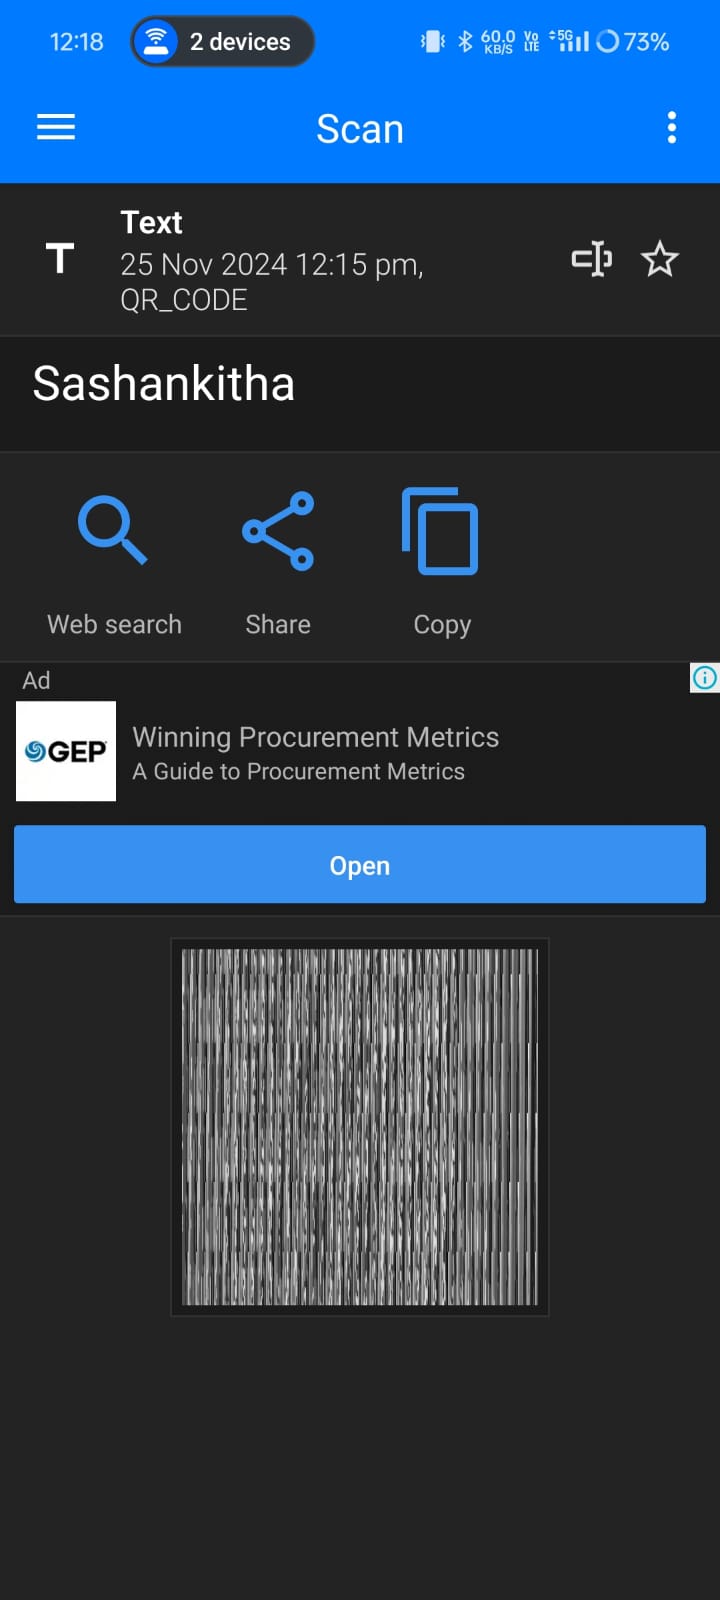 12:18 2 devices 60.0 KB/S Vo LTE 5G 73%
Scan
Text
25 Nov 2024 12:15 pm,
QR_CODE
Sashankitha
Web search Share Copy
Ad
GEP
Winning Procurement Metrics
A Guide to Procurement Metrics
Open